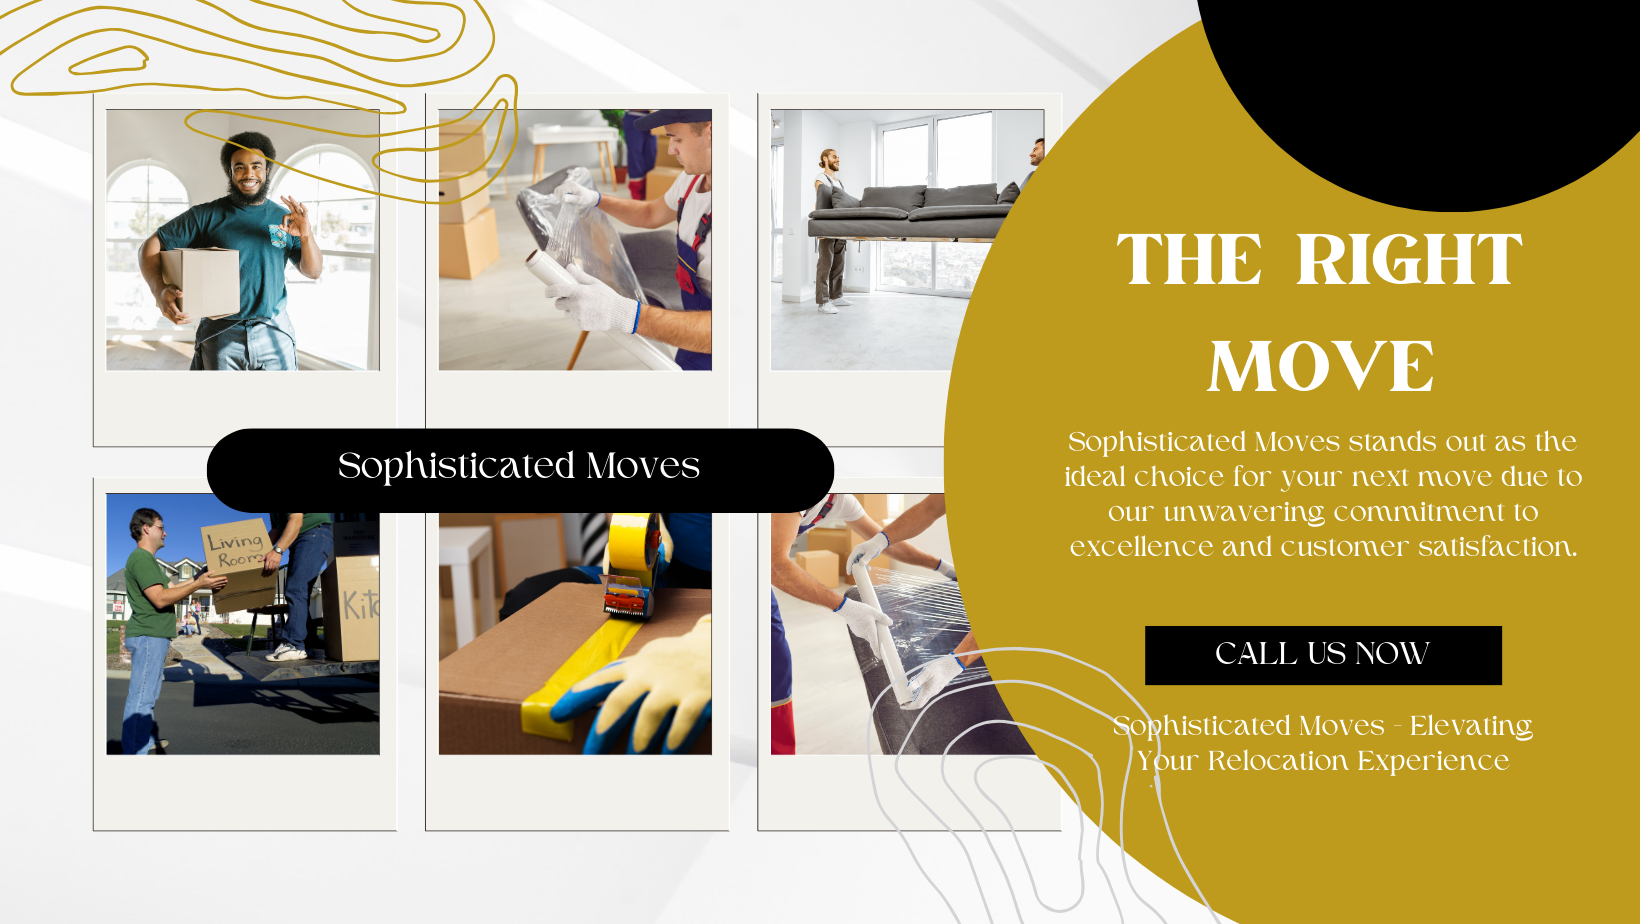 Sophisticated Moves
Living
Room
THE RIGHT
MOVE
Sophisticated Moves stands out as the
ideal choice for your next move due to
our unwavering commitment to
excellence and customer satisfaction.
CALL US NOW
Sophisticated Moves - Elevating
Your Relocation Experience